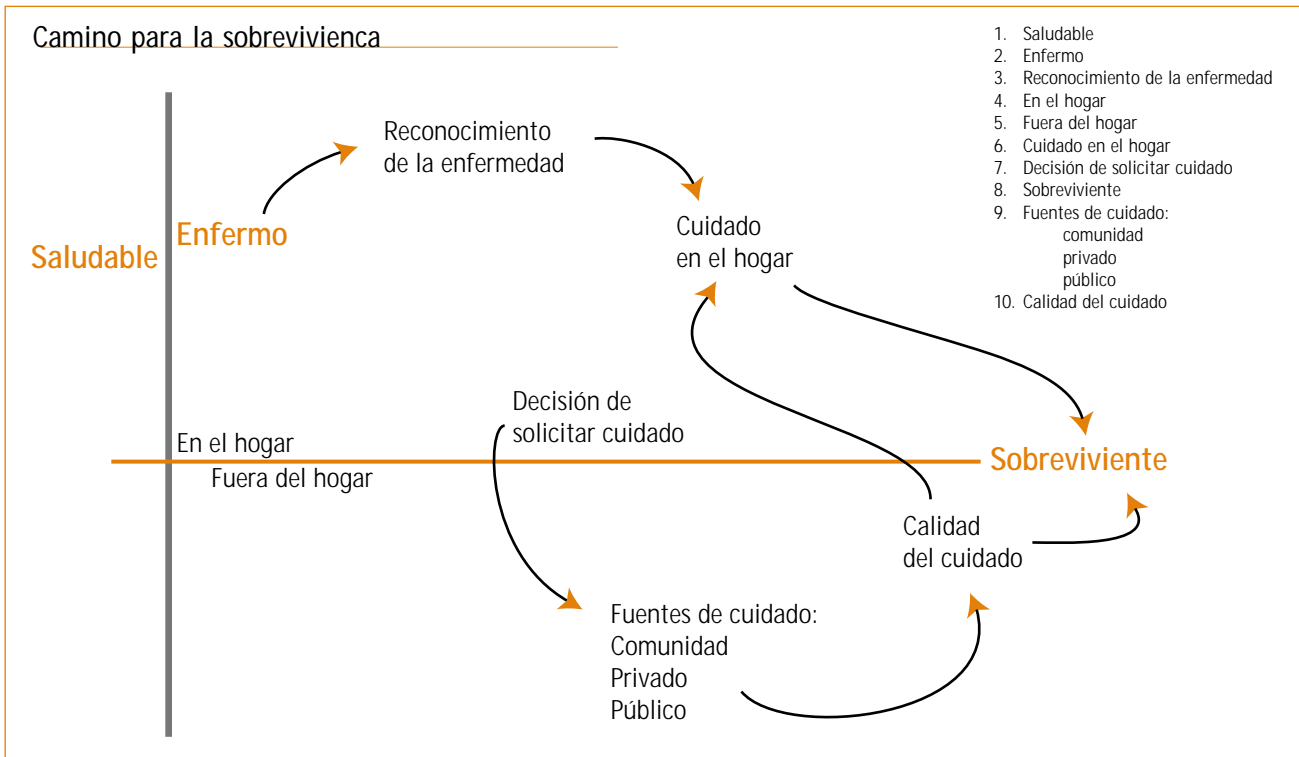 Camino para la sobrevivienca
1. Saludable
2. Enfermo
3. Reconocimiento de la enfermedad
4. En el hogar
5. Fuera del hogar
6. Cuidado en el hogar
7. Decisión de solicitar cuidado
8. Sobreviviente
9. Fuentes de cuidado:
comunidad
privado
público
10. Calidad del cuidado
Reconocimiento
de la enfermedad
Saludable
Enfermo
Cuidado
en el hogar
Decisión de
solicitar cuidado
En el hogar
Fuera del hogar
Sobreviviente
Calidad
del cuidado
Fuentes de cuidado:
Comunidad
Privado
Público